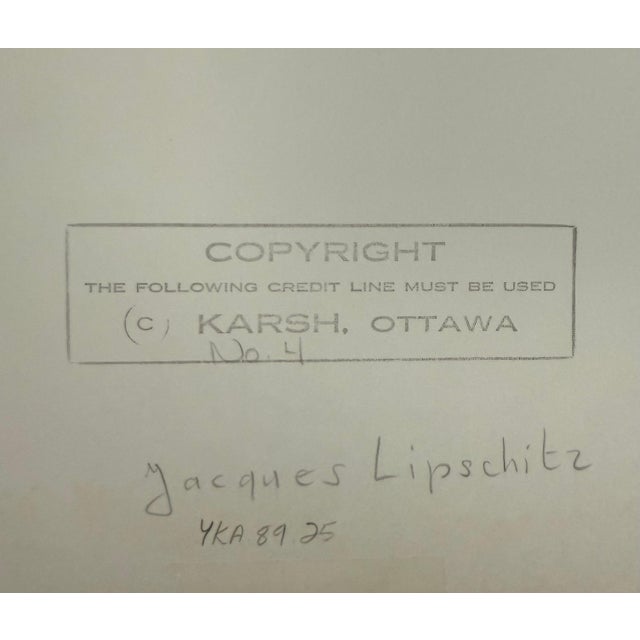 COPYRIGHT
THE FOLLOWING CREDIT LINE MUST BE USED
(C) KARSH, OTTAWA
No. 4
Jacques Lipschitz
YKA 89.25